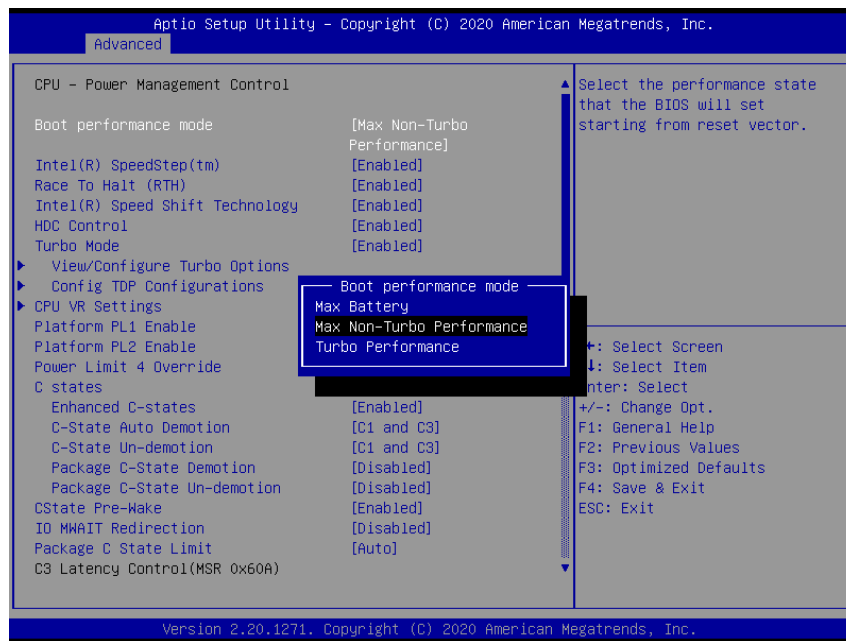 Aptio Setup Utility – Copyright (C) 2020 American Megatrends, Inc.
Advanced
CPU – Power Management Control
Boot performance mode [Max Non-Turbo
Performance]
Intel(R) SpeedStep(tm) [Enabled]
Race To Halt (RTH) [Enabled]
Intel(R) Speed Shift Technology [Enabled]
HDC Control [Enabled]
Turbo Mode [Enabled]
View/Configure Turbo Options
Config TDP Configurations
CPU VR Settings
Platform PL1 Enable
Platform PL2 Enable
Power Limit 4 Override
C states
Enhanced C-states [Enabled]
C-State Auto Demotion [C1 and C3]
C-State Un-demotion [C1 and C3]
Package C-State Demotion [Disabled]
Package C-State Un-demotion [Disabled]
CState Pre-Wake [Enabled]
IO MWAIT Redirection [Disabled]
Package C State Limit [Auto]
C3 Latency Control(MSR 0x60A)
Boot performance mode
Max Battery
Max Non-Turbo Performance
Turbo Performance
Select the performance state
that the BIOS will set
starting from reset vector.
: Select Screen
: Select Item
nter: Select
+/-: Change Opt.
F1: General Help
F2: Previous Values
F3: Optimized Defaults
F4: Save & Exit
ESC: Exit
Version 2.20.1271. Copyright (C) 2020 American Megatrends, Inc.